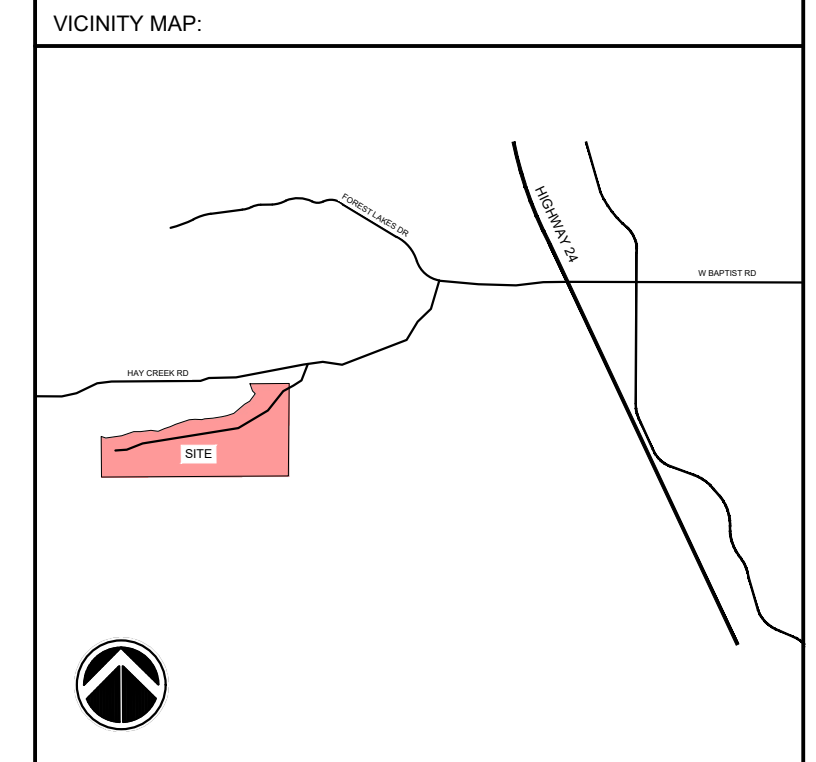 VICINITY MAP:
FOREST LAKES DR
HIGHWAY 24
W BAPTIST RD
HAY CREEK RD
SITE